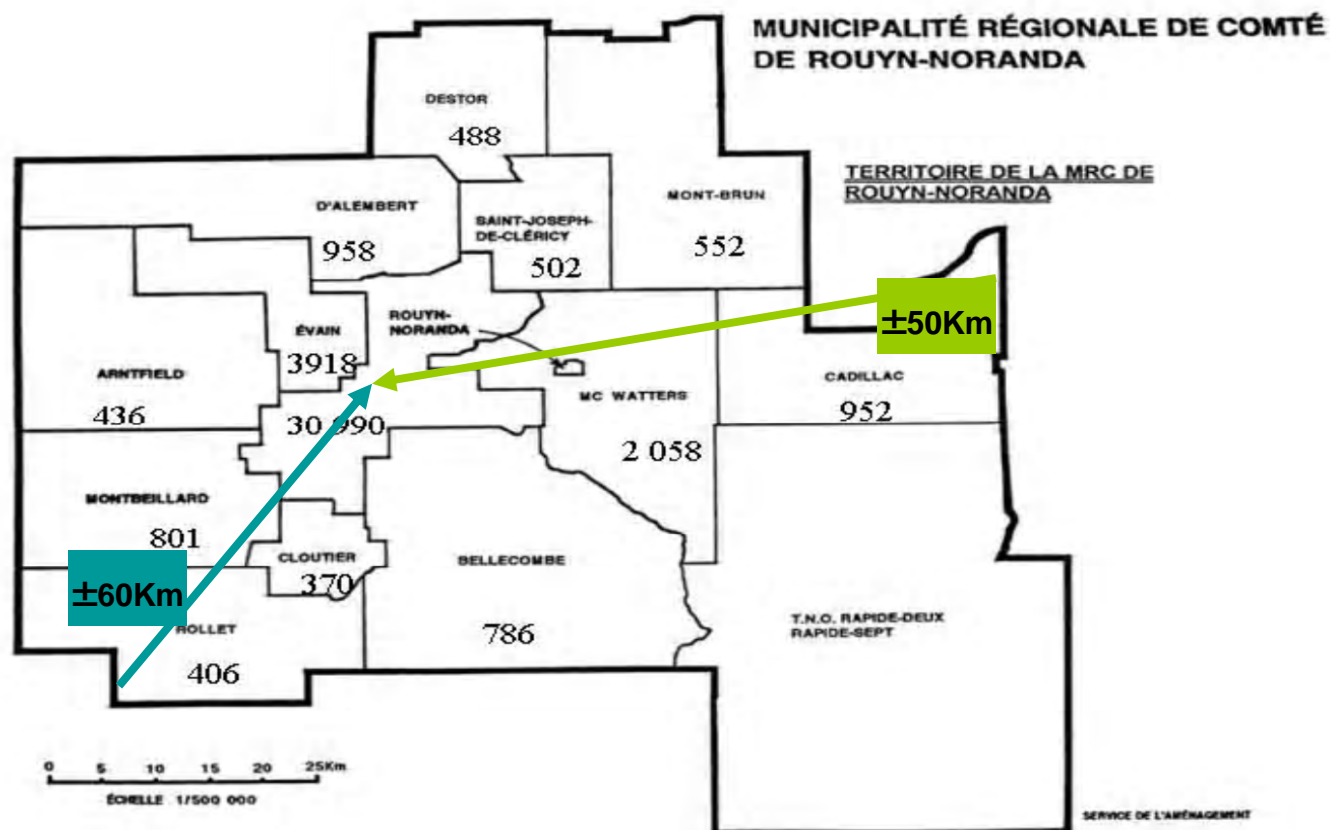 MUNICIPALITÉ RÉGIONALE DE COMTÉ
DE ROUYN-NORANDA
TERRITOIRE DE LA MRC DE
ROUYN-NORANDA
DESTOR
488
D'ALEMBERT
958
SAINT-JOSEPH-
DE-CLÉRICY
502
MONT-BRUN
552
ROUYN-
NORANDA
ÉVAIN
3918
±50Km
ARNTFIELD
436
30 990
MC WATTERS
2 058
CADILLAC
952
MONTBEILLARD
801
CLOUTIER
370
BELLECOMBE
786
±60Km
ROLLET
406
T.N.O. RAPIDE-DEUX
RAPIDE-SEPT
0 5 10 15 20 25Km
ÉCHELLE 1/500 000
SERVICE DE L'AMÉNAGEMENT